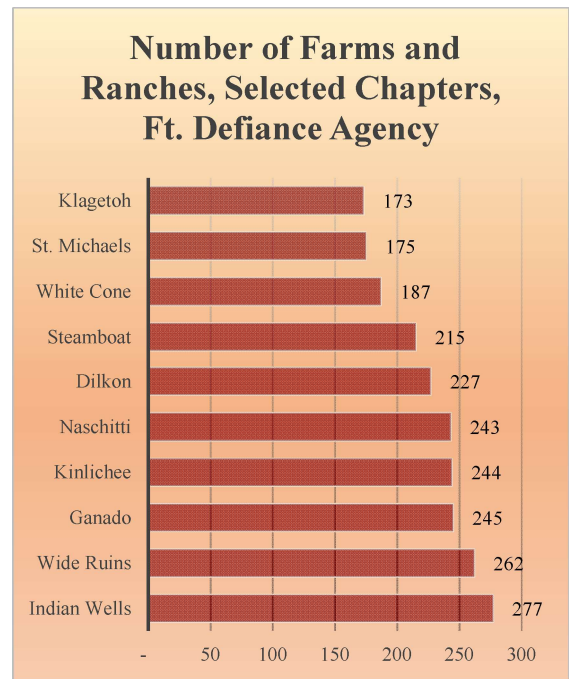 Number of Farms and
Ranches, Selected Chapters,
Ft. Defiance Agency
Klagetoh 173
St. Michaels 175
White Cone 187
Steamboat 215
Dilkon 227
Naschitti 243
Kinlichee 244
Ganado 245
Wide Ruins 262
Indian Wells 277
- 50 100 150 200 250 300